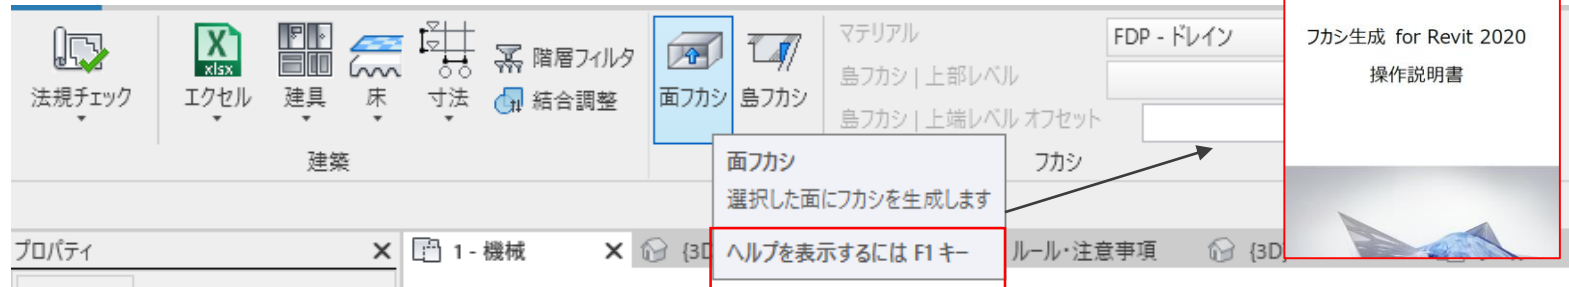 法規チェック
xlsx
エクセル
建具
床
寸法
階層フィルタ
結合調整
建築
面フカシ
島フカシ
マテリアル
FDP - ドレイン
島フカシ | 上部レベル
島フカシ | 上端レベル オフセット
フカシ
面フカシ
選択した面にフカシを生成します
ヘルプを表示するには F1 キー
フカシ生成 for Revit 2020
操作説明書
プロパティ
1 - 機械
{3D
ルール・注意事項
{3D}